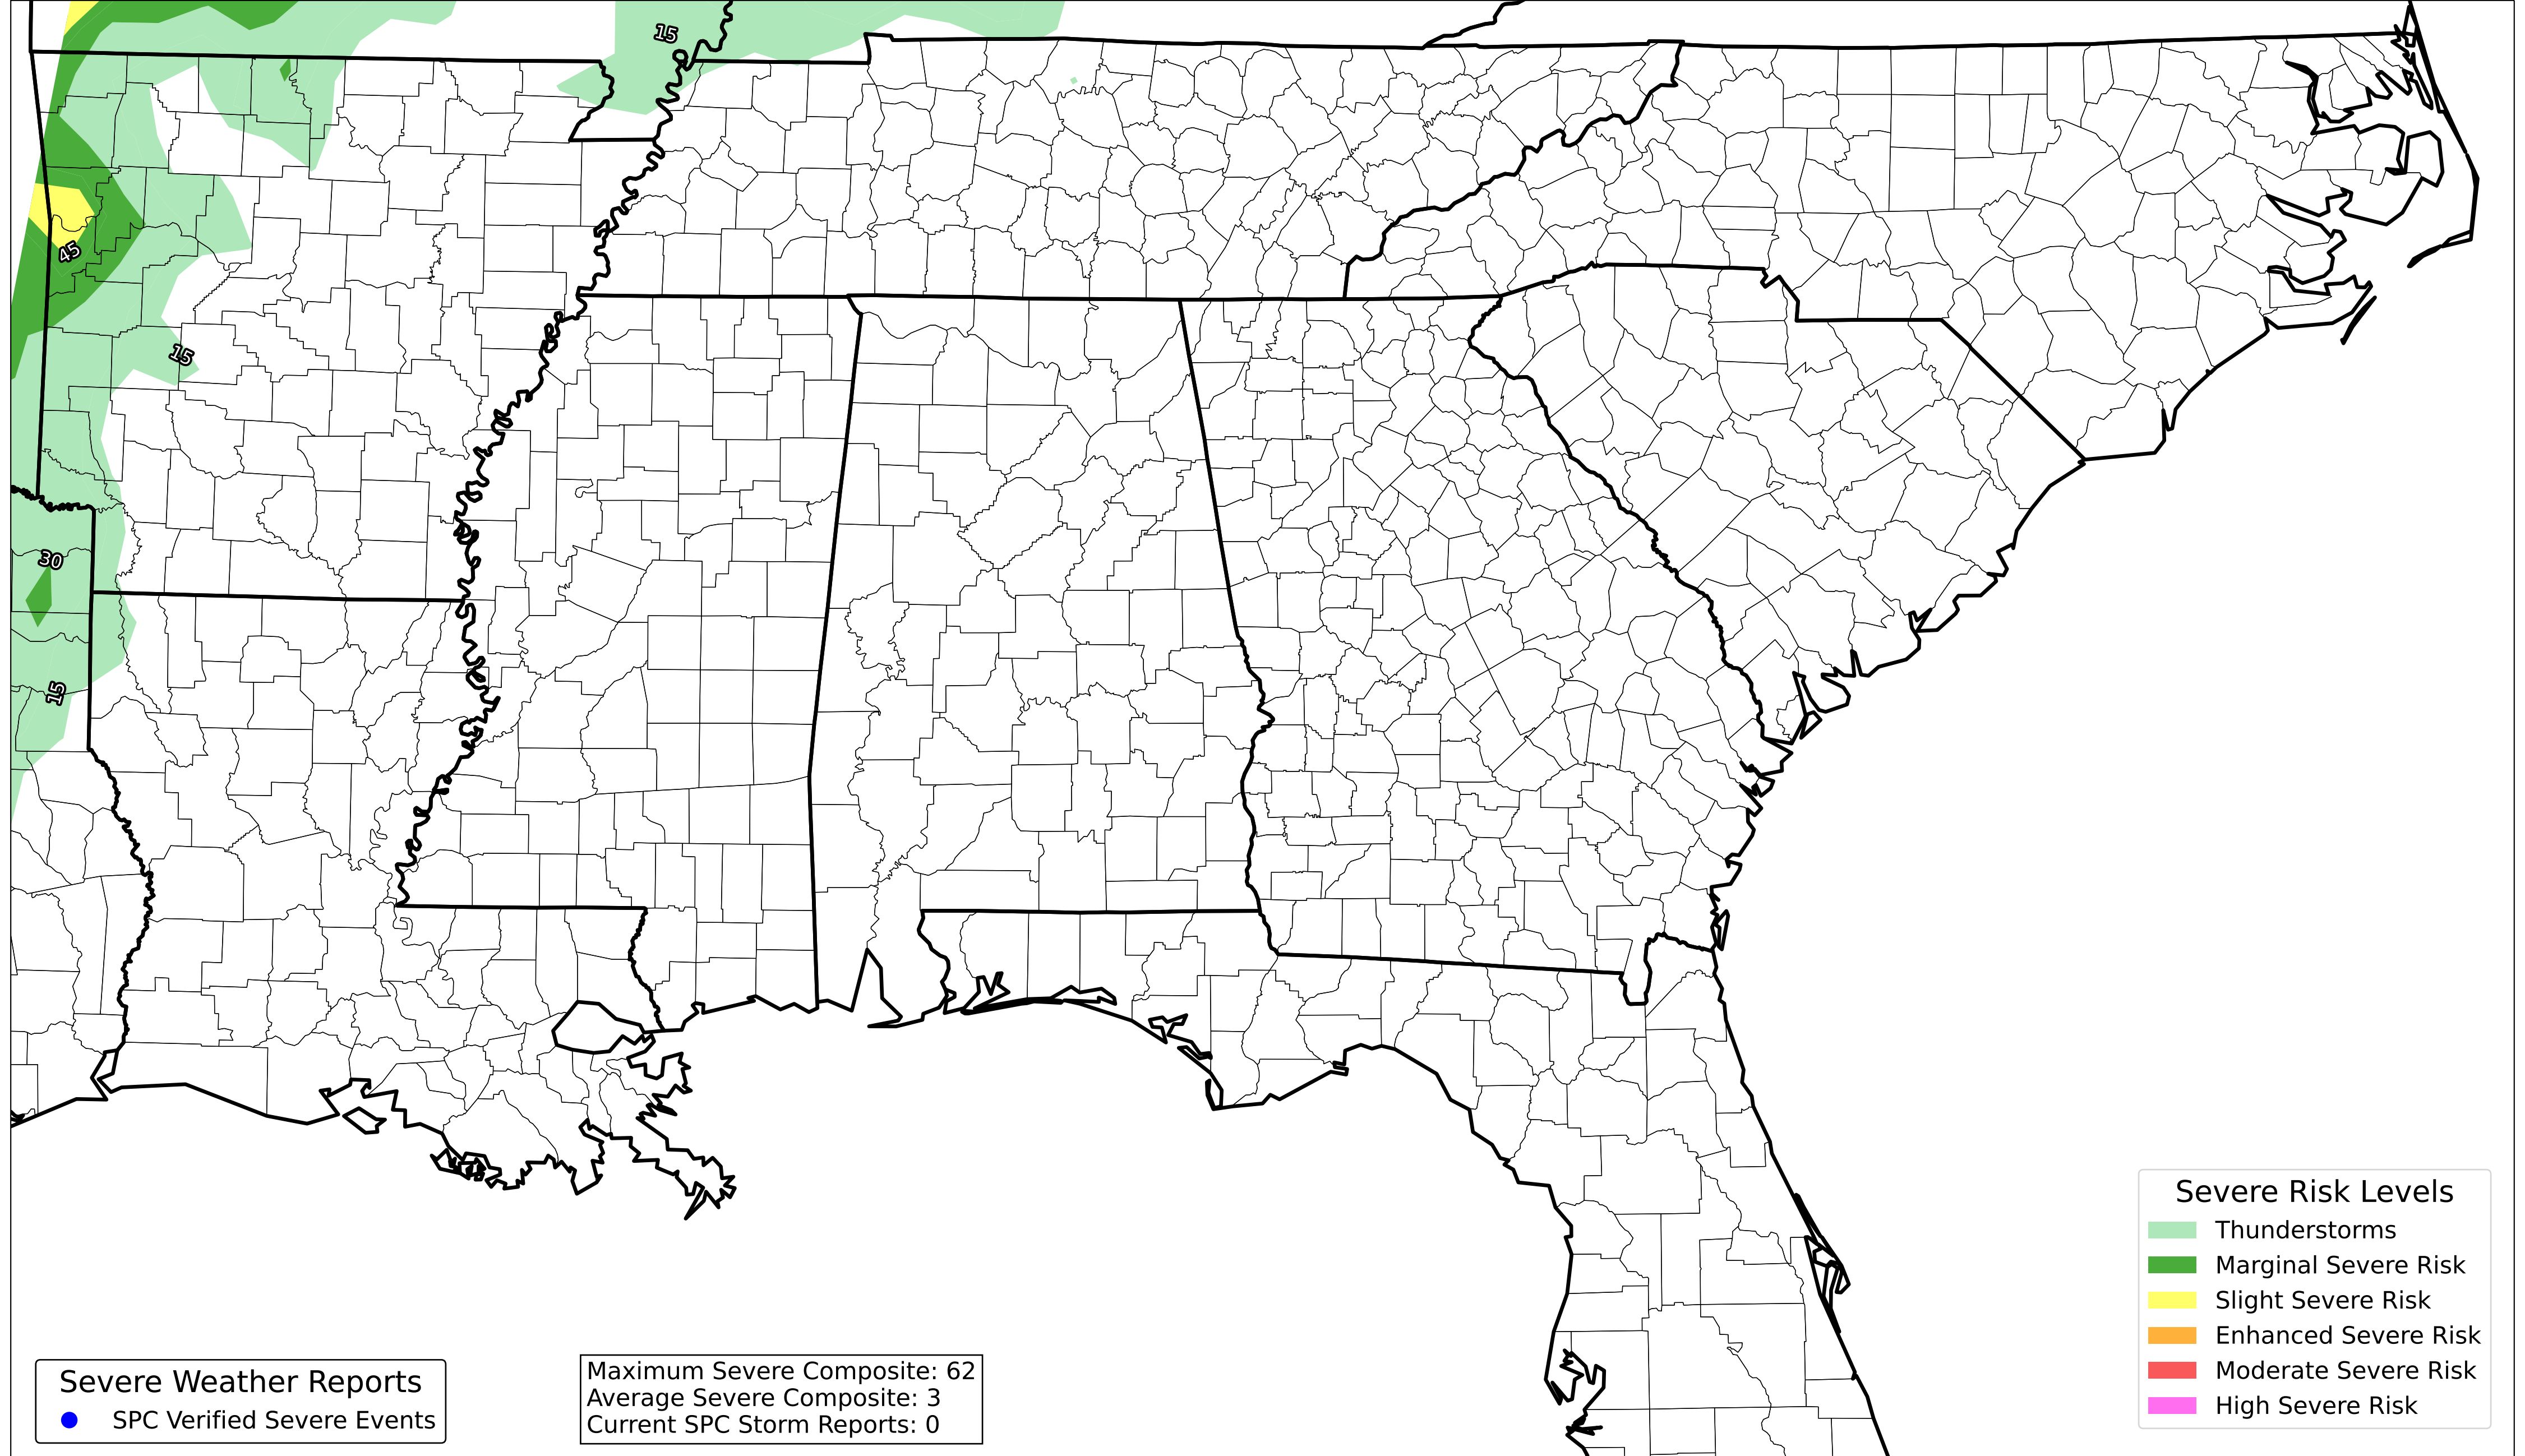 15
45
15
30
15
Severe Risk Levels
Thunderstorms
Marginal Severe Risk
Slight Severe Risk
Enhanced Severe Risk
Moderate Severe Risk
High Severe Risk
Severe Weather Reports
SPC Verified Severe Events
Maximum Severe Composite: 62
Average Severe Composite: 3
Current SPC Storm Reports: 0